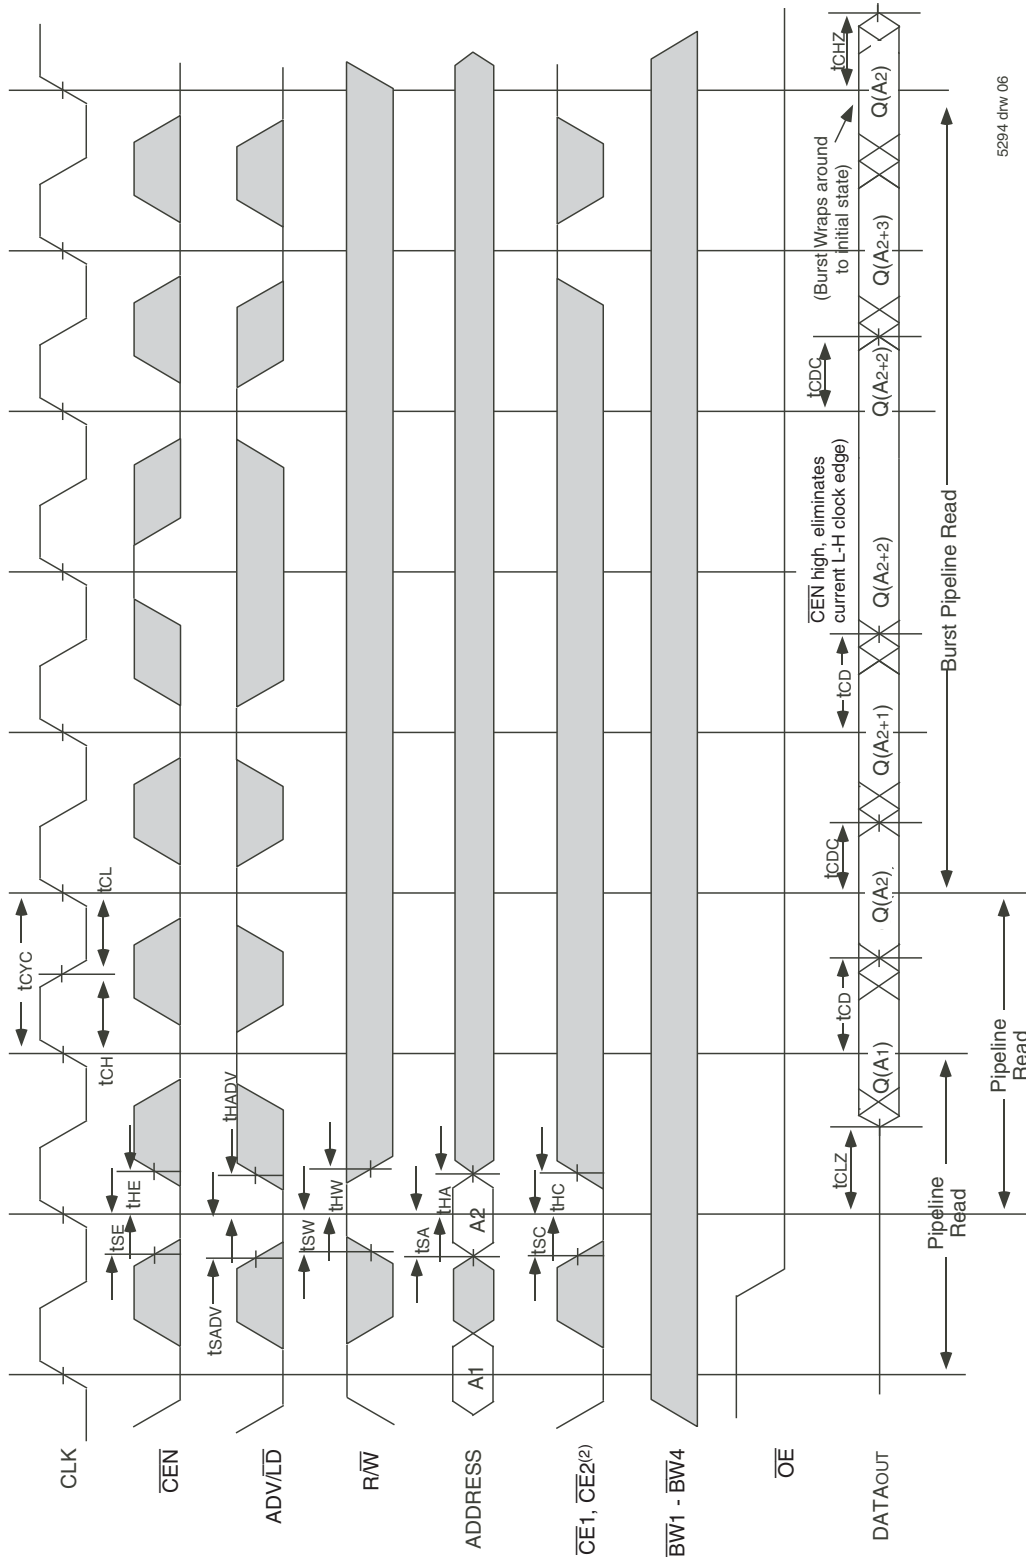 tCYC
CLK
tCH
tCL
tSE
tHE
CEN
tSADV
tHADV
ADV/LD
tSW
tHW
R/W
tSA
tHA
ADDRESS
A1
A2
tSC
tHC
CE1, CE2(2)
BW1 - BW4
OE
tCLZ
tCD
tCDC
tCD
CEN high, eliminates
current L-H clock edge)
tCDC
(Burst Wraps around
to initial state)
tCHZ
DATAOUT
Q(A1)
Q(A2)
Q(A2+1)
Q(A2+2)
Q(A2+2)
Q(A2+3)
Q(A2)
Pipeline
Read
Burst Pipeline Read
Pipeline
Read
5294 drw 06